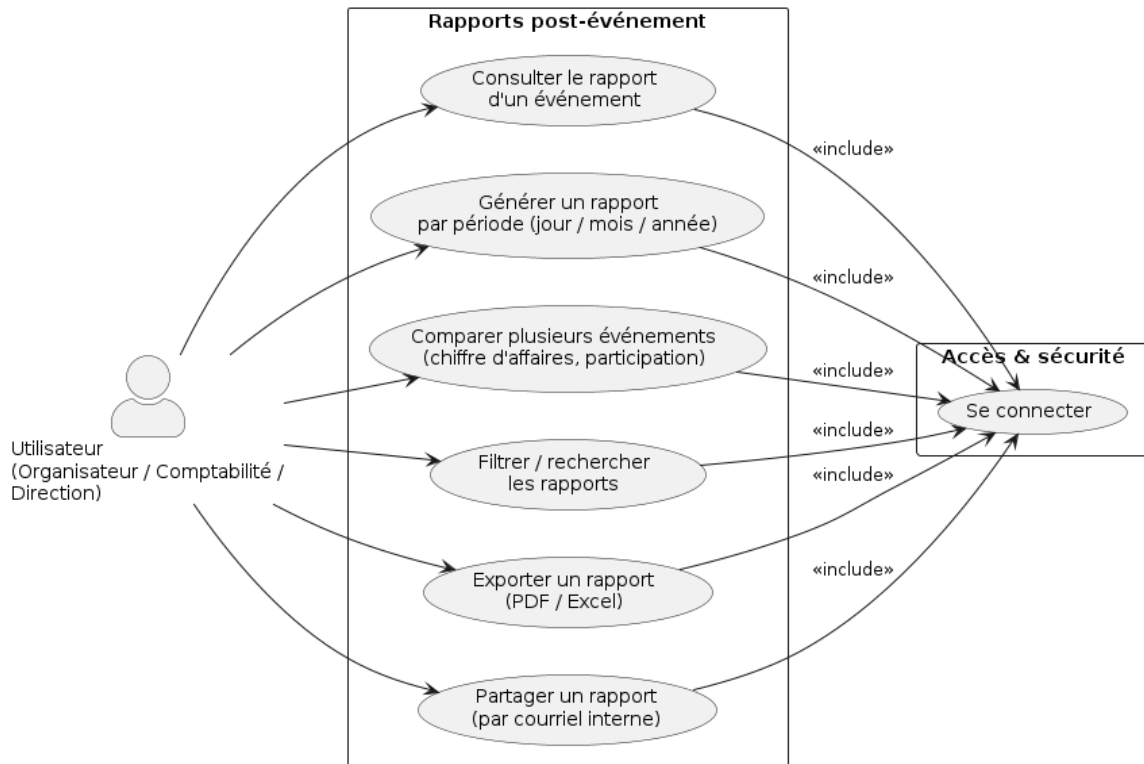 Rapports post-événement
Consulter le rapport
d'un événement
«include»
Générer un rapport
par période (jour / mois / année)
«include»
Comparer plusieurs événements
(chiffre d'affaires, participation)
«include»
Accès & sécurité
Se connecter
Utilisateur
(Organisateur / Comptabilité /
Direction)
«include»
Filtrer / rechercher
les rapports
«include»
Exporter un rapport
(PDF / Excel)
«include»
Partager un rapport
(par courriel interne)